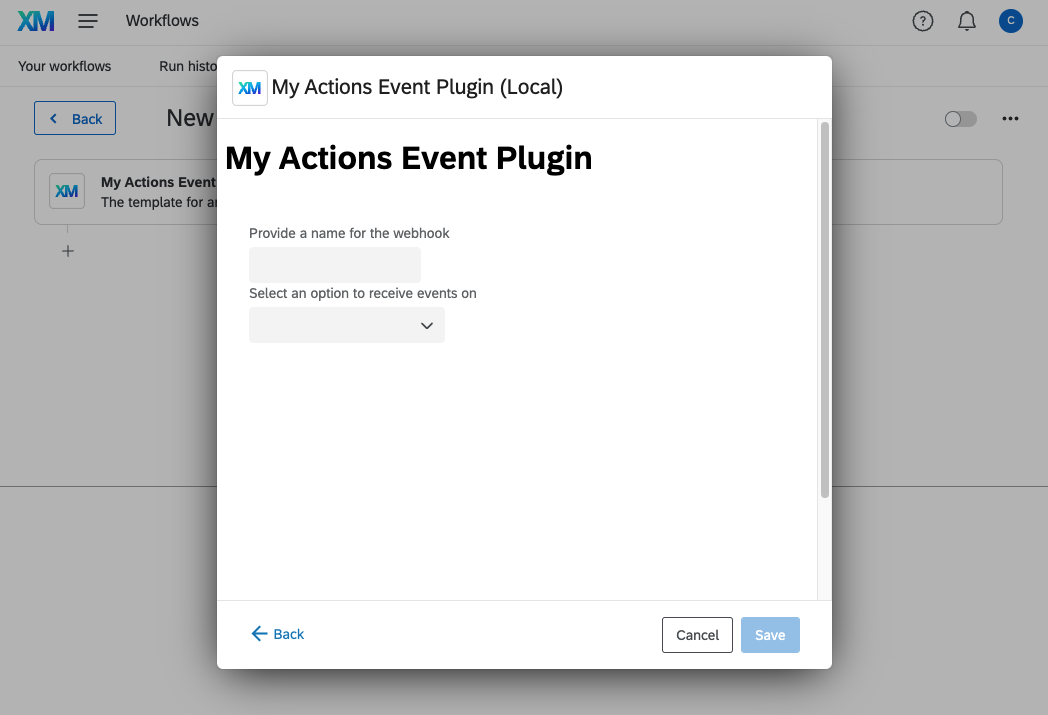 XM Workflows ? C
Your workflows Run histo
Back New
XM My Actions Event Plugin (Local)
XM My Actions Event
The template for a
My Actions Event Plugin
Provide a name for the webhook
Select an option to receive events on
Back Cancel Save